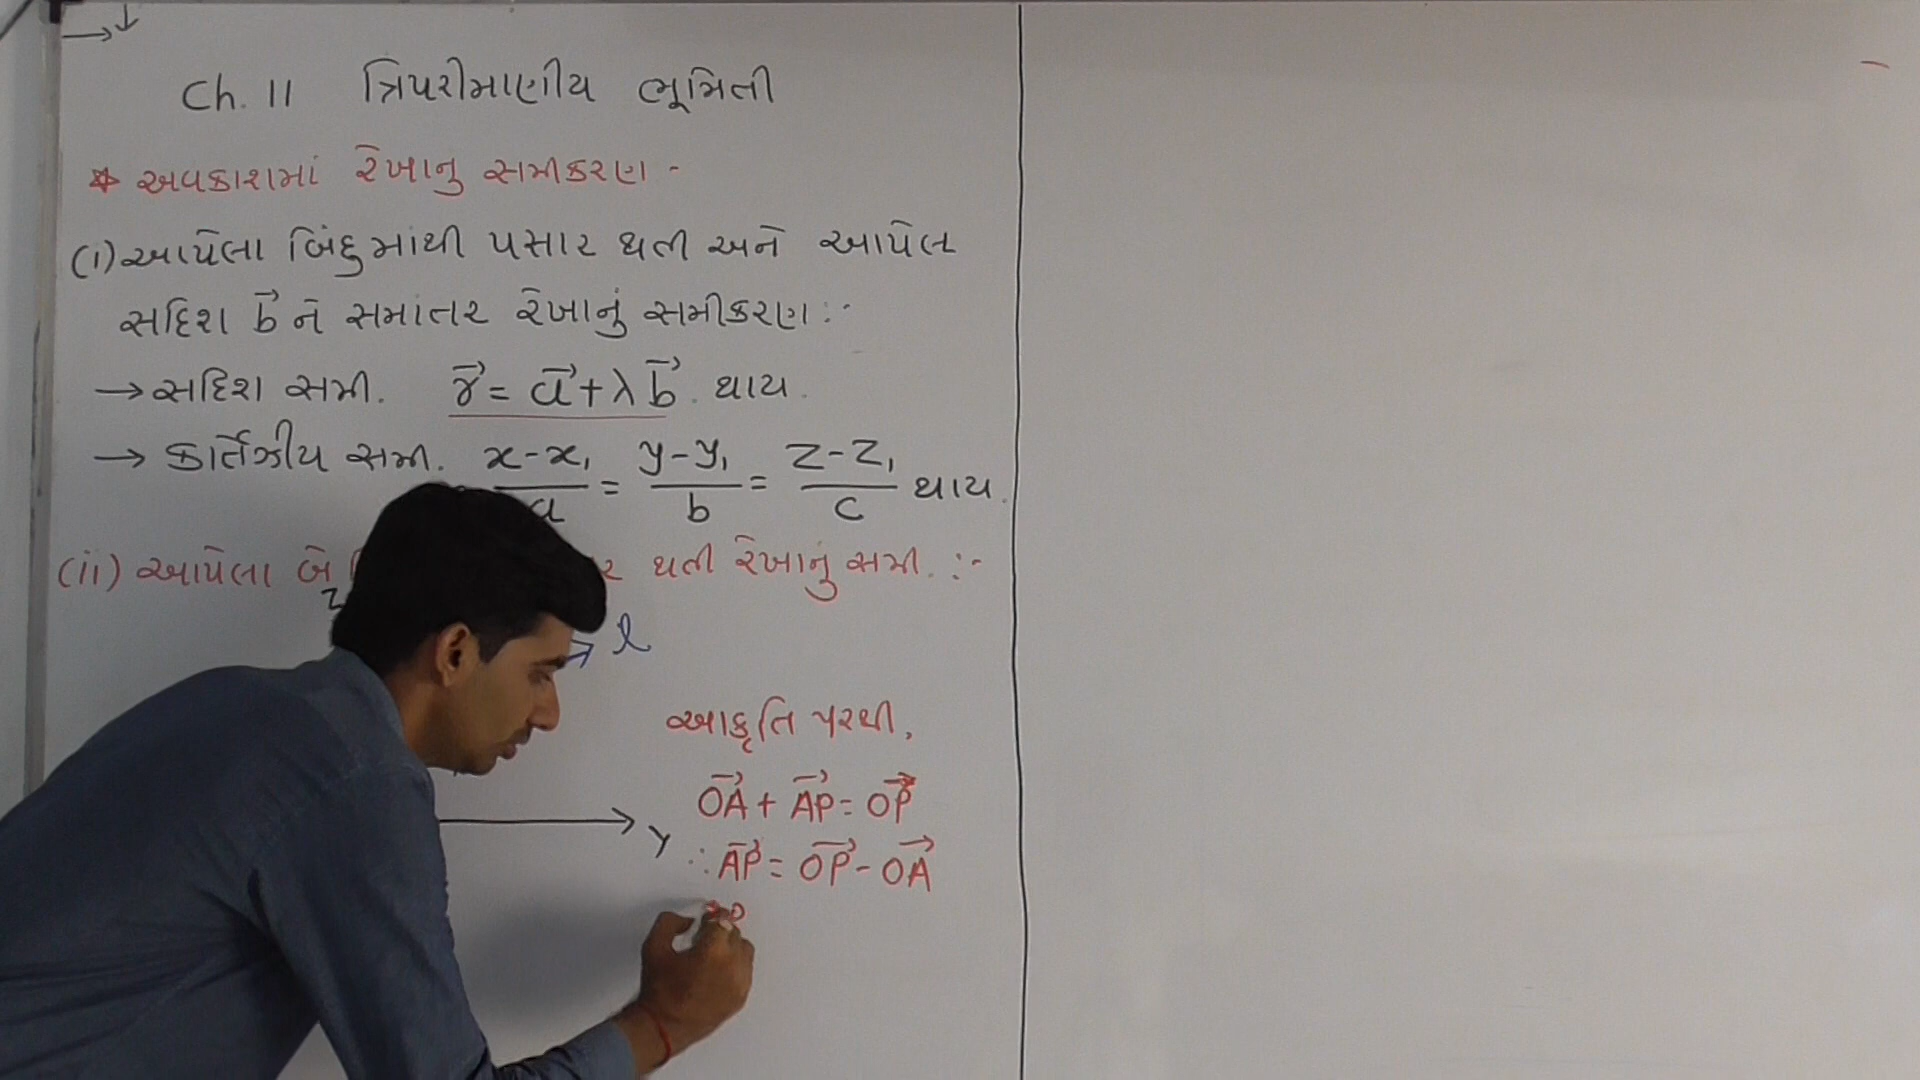 Ch. 11 ત્રિપરીમાણીય ભૂમિતી
* અવકાશમાં રેખાનુ સમીકરણ -
(i) આપેલા બિંદુમાંથી પસાર થતી અને આપેલ
સદિશ b⃗ ને સમાંતર રેખાનું સમીકરણ :-
→ સદિશ સમી. r⃗ = a⃗ + λ b⃗ . થાય.
→ કાર્તેઝીય સમી. x-x₁/a = y-y₁/b = z-z₁/c થાય.
(ii) આપેલા બે થતી રેખાનું સમી. :-
z
l
આકૃતિ પરથી,
OA⃗ + AP⃗ = OP⃗
Y
∴ AP⃗ = OP⃗ - OA⃗